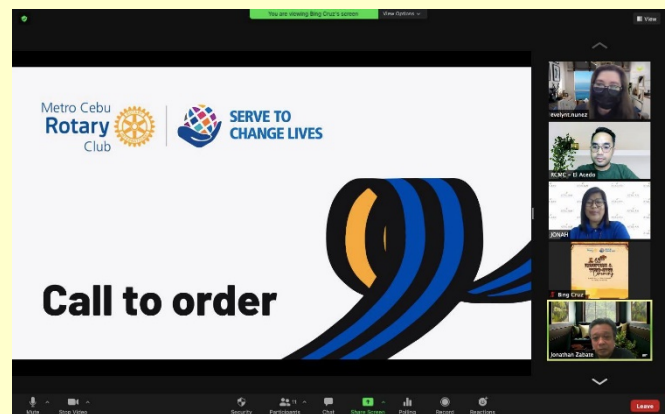 You are viewing Bing Cruz's screen
View Options
View
Metro Cebu
Rotary
Club
SERVE TO
CHANGE LIVES
Call to order
evelynt.nunez
RCMC - El Acedo
JONAH
Bing Cruz
Jonathan Zabate
Mute
Stop Video
Security
Participants
11
Chat
Share Screen
Polling
Record
Reactions
Leave